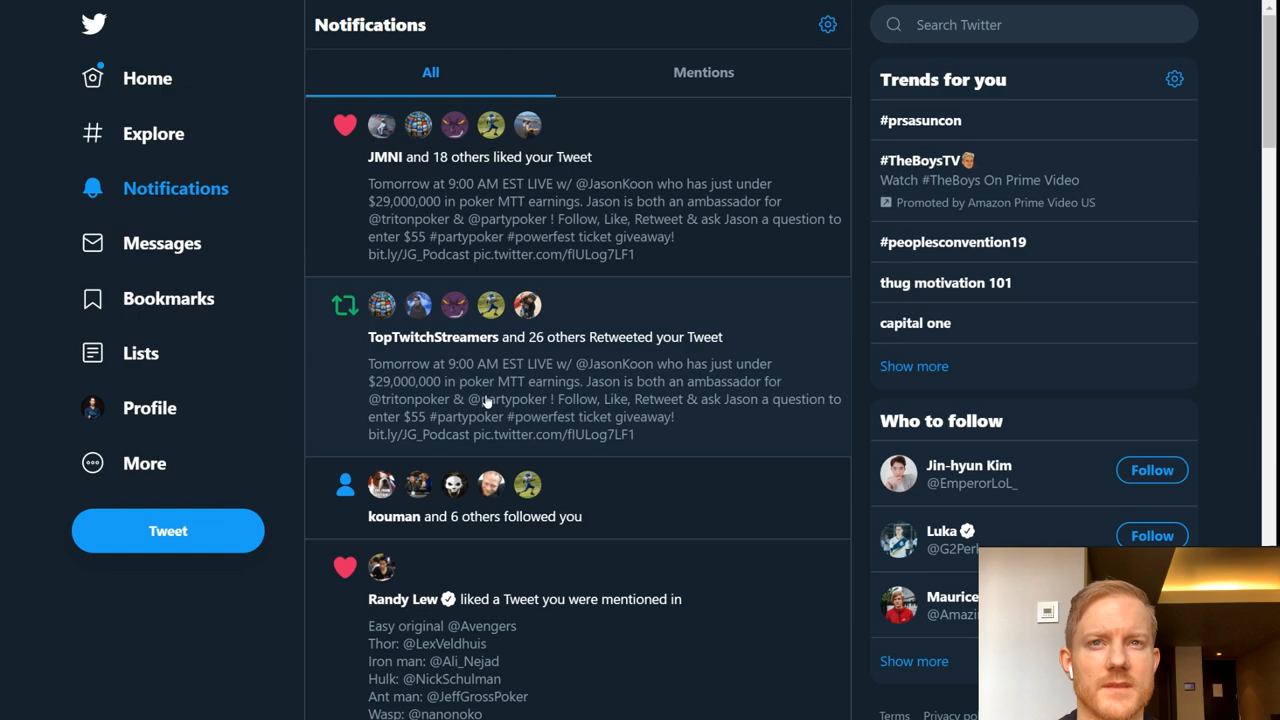 Home
Explore
Notifications
Messages
Bookmarks
Lists
Profile
More
Tweet
Notifications
All
Mentions
JMNI and 18 others liked your Tweet
Tomorrow at 9:00 AM EST LIVE w/ @JasonKoon who has just under
$29,000,000 in poker MTT earnings. Jason is both an ambassador for
@tritonpoker & @partypoker ! Follow, Like, Retweet & ask Jason a question to
enter $55 #partypoker #powerfest ticket giveaway!
bit.ly/JG_Podcast pic.twitter.com/flULog7LF1
TopTwitchStreamers and 26 others Retweeted your Tweet
Tomorrow at 9:00 AM EST LIVE w/ @JasonKoon who has just under
$29,000,000 in poker MTT earnings. Jason is both an ambassador for
@tritonpoker & @partypoker ! Follow, Like, Retweet & ask Jason a question to
enter $55 #partypoker #powerfest ticket giveaway!
bit.ly/JG_Podcast pic.twitter.com/flULog7LF1
kouman and 6 others followed you
Randy Lew liked a Tweet you were mentioned in
Easy original @Avengers
Thor: @LexVeldhuis
Iron man: @Ali_Nejad
Hulk: @NickSchulman
Ant man: @JeffGrossPoker
Wasp: @nanonoko
Search Twitter
Trends for you
#prsasuncon
#TheBoysTV
Watch #TheBoys On Prime Video
Promoted by Amazon Prime Video US
#peoplesconvention19
thug motivation 101
capital one
Show more
Who to follow
Jin-hyun Kim
@EmperorLoL_
Follow
Luka
@G2Per
Follow
Maurice
@Amazi
Show more
Terms Privacy po